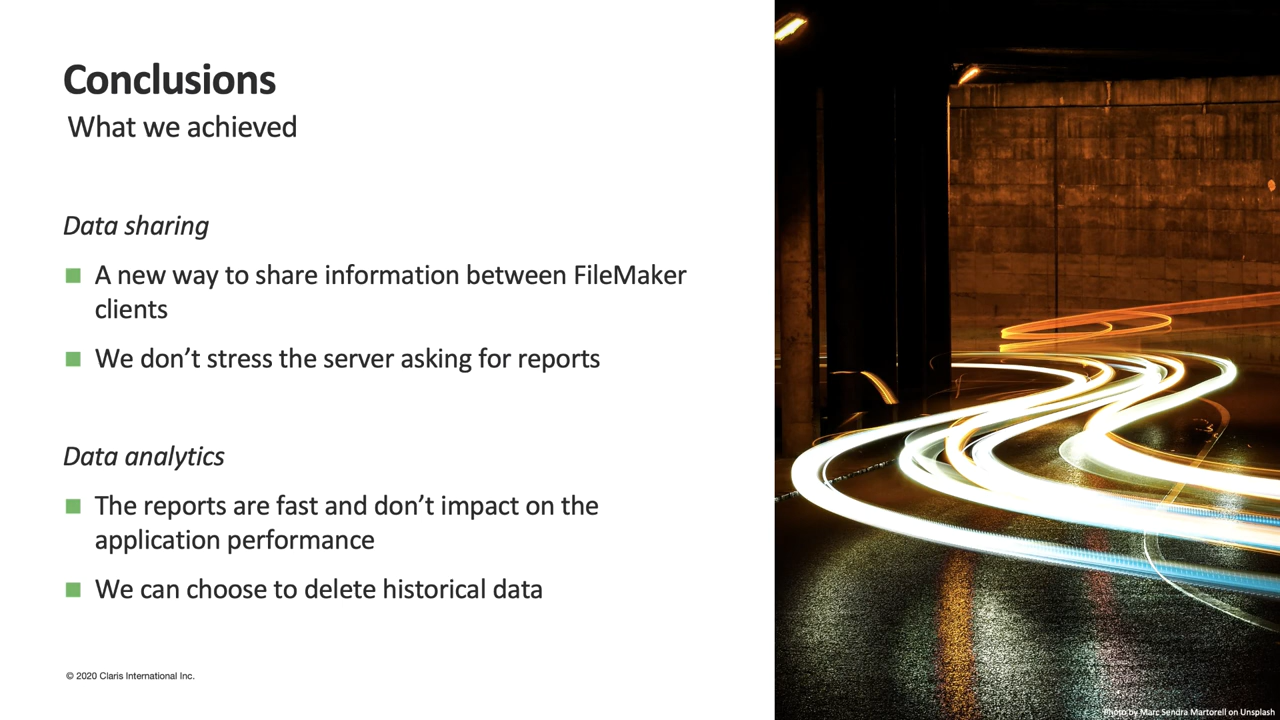 Conclusions
What we achieved
Data sharing
A new way to share information between FileMaker
clients
We don’t stress the server asking for reports
Data analytics
The reports are fast and don’t impact on the
application performance
We can choose to delete historical data
© 2020 Claris International Inc.
Photo by Marc Sendra Martorell on Unsplash